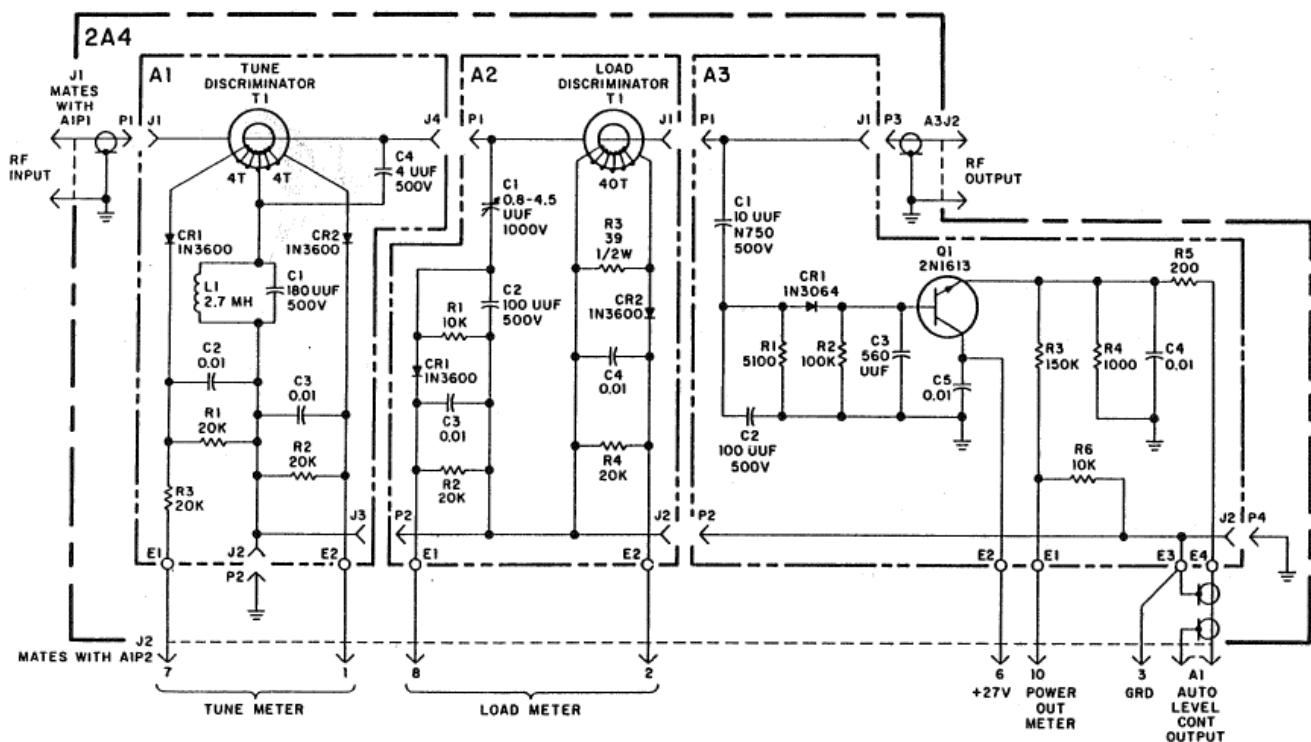 2A4
J1
MATES
WITH
A1P1
P1
J1
RF
INPUT
A1
TUNE
DISCRIMINATOR
T1
4T
4T
J4
C4
4 UUF
500V
CR1
1N3600
CR2
1N3600
L1
2.7 MH
C1
180UUF
500V
C2
0.01
C3
0.01
R1
20K
R2
20K
R3
20K
J3
E1
J2
E2
P2
A2
LOAD
DISCRIMINATOR
T1
P1
J1
40T
C1
0.8-4.5
UUF
1000V
R3
39
1/2W
C2
100 UUF
500V
CR2
1N3600
R1
10K
CR1
1N3600
C4
0.01
C3
0.01
R2
20K
R4
20K
P2
J2
E1
E2
A3
P1
J1
P3
A3J2
RF
OUTPUT
C1
10 UUF
N750
500V
Q1
2N1613
R5
200
CR1
1N3064
R1
5100
R2
100K
C3
560
UUF
C5
0.01
R3
150K
R4
1000
C4
0.01
C2
100 UUF
500V
R6
10K
P2
J2
P4
E2
E1
E3
E4
J2
MATES WITH A1P2
7
1
8
2
6
10
3
A1
TUNE METER
LOAD METER
+27V
POWER
OUT
METER
GRD
AUTO
LEVEL
CONT
OUTPUT